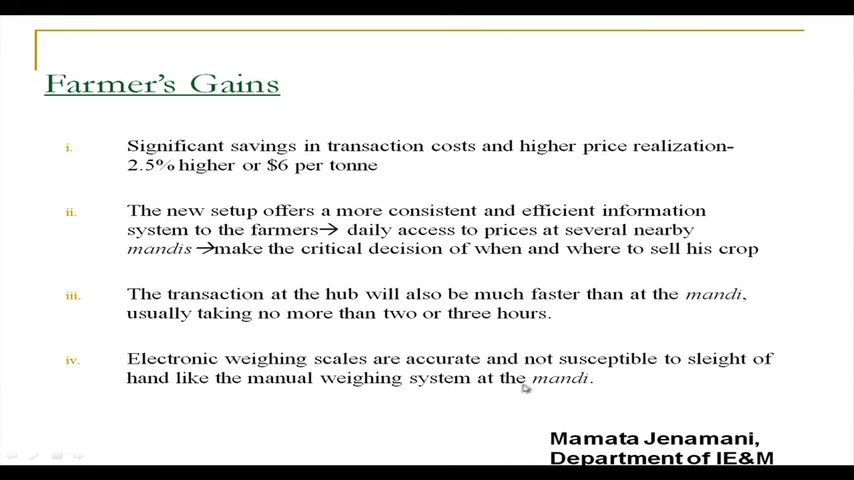 Farmer's Gains
i. Significant savings in transaction costs and higher price realization-
2.5% higher or $6 per tonne
ii. The new setup offers a more consistent and efficient information
system to the farmers→ daily access to prices at several nearby
mandis →make the critical decision of when and where to sell his crop
iii. The transaction at the hub will also be much faster than at the mandi,
usually taking no more than two or three hours.
iv. Electronic weighing scales are accurate and not susceptible to sleight of
hand like the manual weighing system at the mandi.
Mamata Jenamani,
Department of IE&M